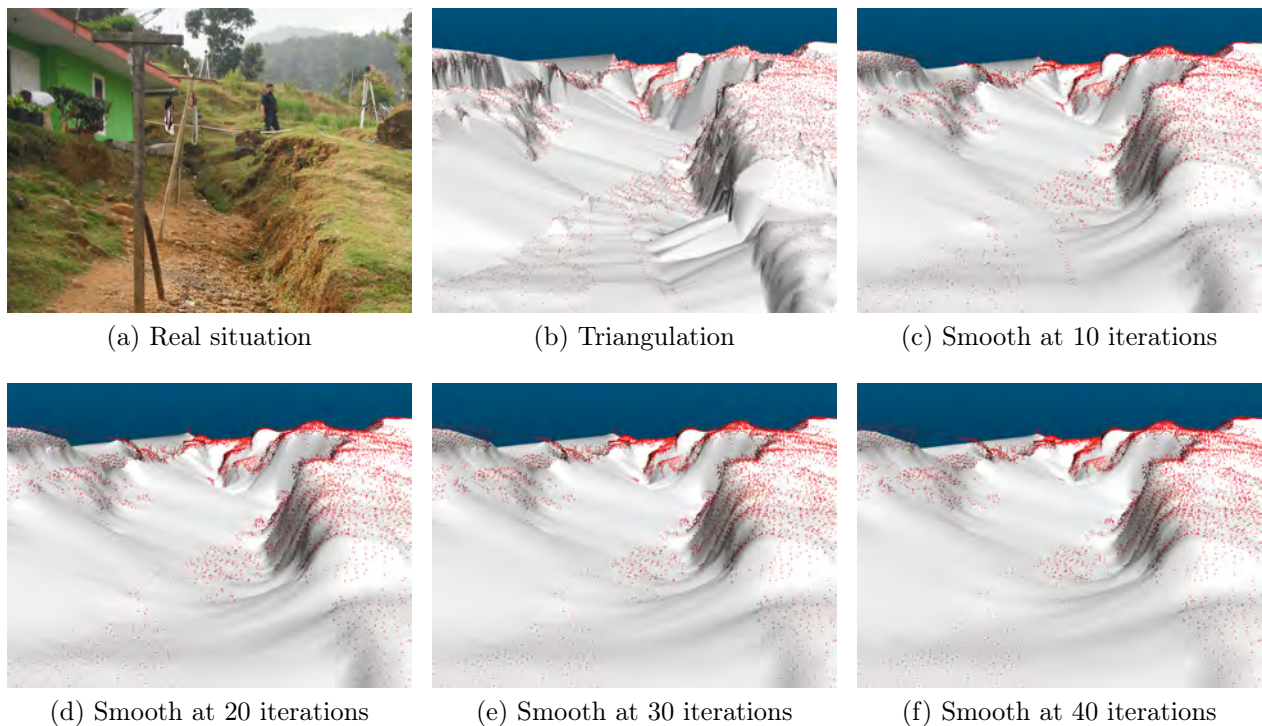 (a) Real situation
(b) Triangulation
(c) Smooth at 10 iterations
(d) Smooth at 20 iterations
(e) Smooth at 30 iterations
(f) Smooth at 40 iterations